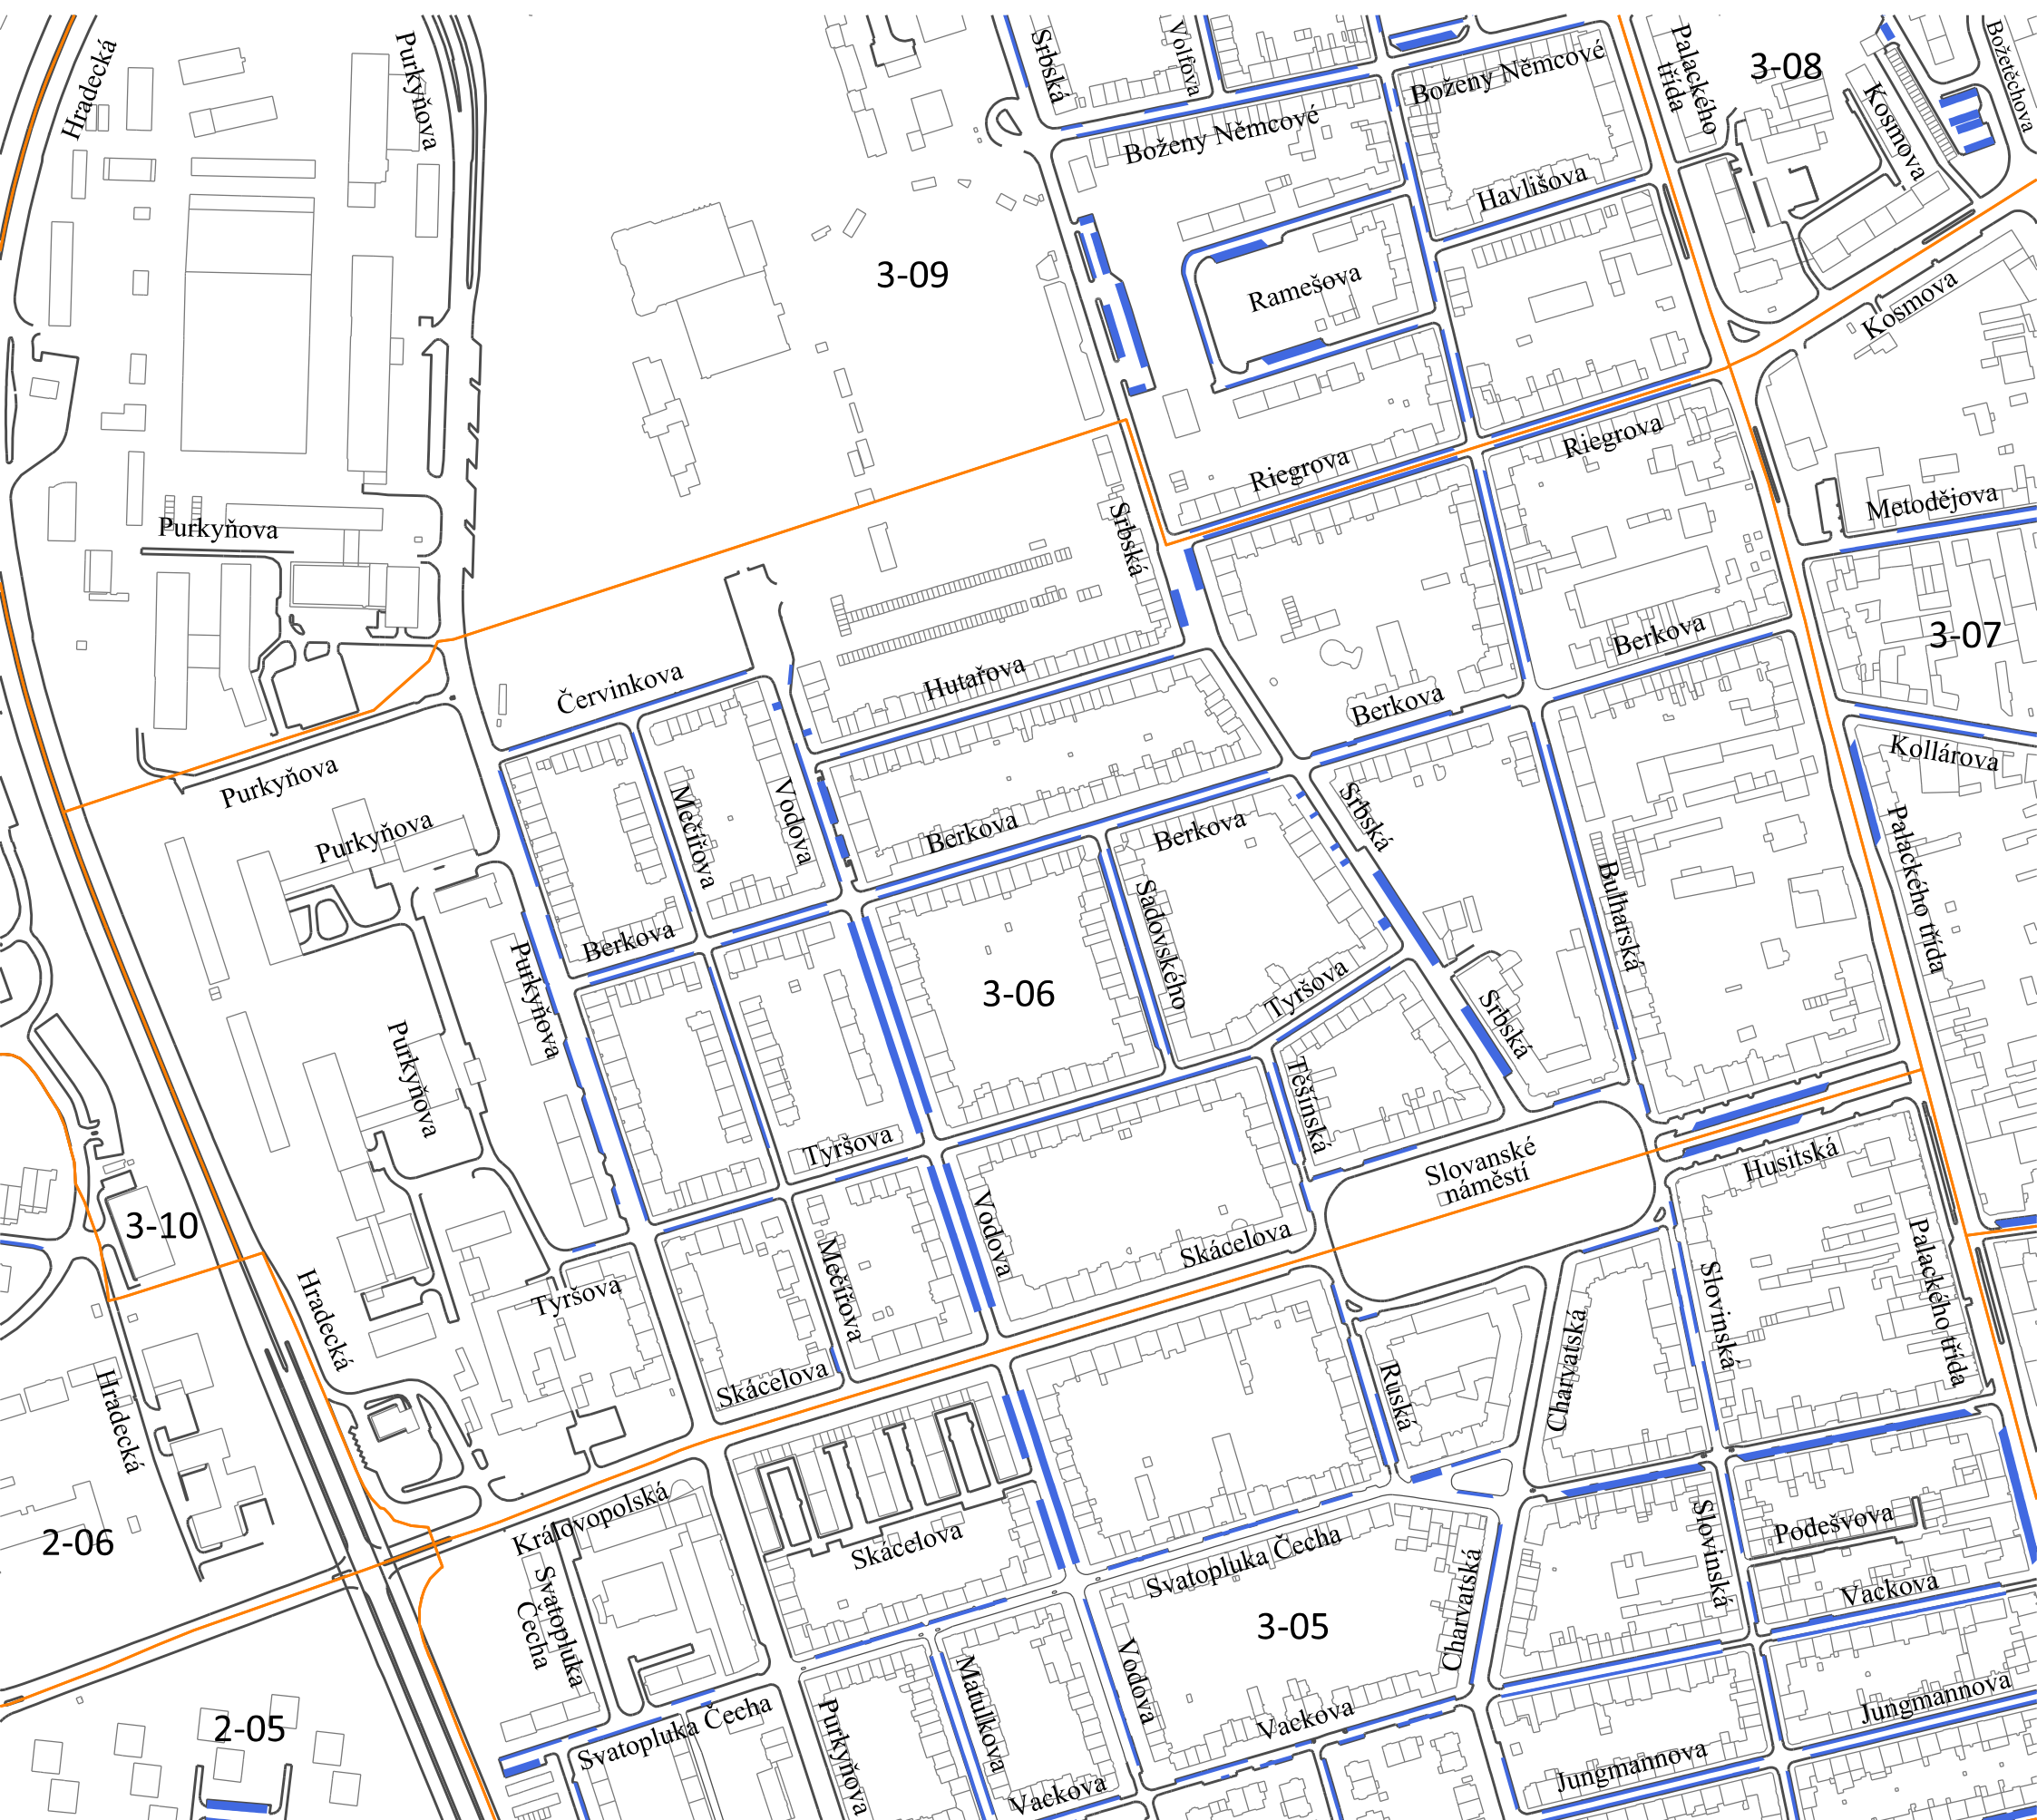 Hradecká
Purkyňova
Srbská
Volfova
Boženy Němcové
Boženy Němcové
Palackého
třída
3-08
Kosmova
Božetěchova
Havlišova
3-09
Ramešova
Kosmova
Riegrova
Riegrova
Metodějova
Purkyňova
Srbská
Berkova
3-07
Hutařova
Červinkova
Berkova
Kollárova
Purkyňova
Purkyňova
Mečířova
Vodova
Berkova
Berkova
Srbská
Palackého třída
Bulharská
Sadovského
Berkova
Purkyňova
3-06
Tyršova
Srbská
Purkyňova
Těšínská
Tyršova
Slovanské
náměstí
Husitská
3-10
Vodova
Skácelova
Mečířova
Hradecká
Tyršova
Slovinská
Palackého třída
Charvatská
Ruská
Skácelova
Hradecká
Královopolská
Skácelova
Svatopluka Čecha
Slovinská
Podešvova
2-06
Svatopluka
Čecha
Charvatská
Vackova
3-05
Vodova
Matulkova
Vackova
Jungmannova
2-05
Svatopluka Čecha
Purkyňova
Jungmannova
Vackova